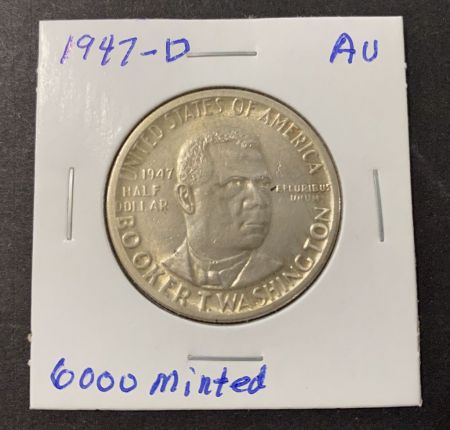 1947-D AU
UNITED STATES OF AMERICA
1947
HALF
DOLLAR
E PLURIBUS
UNUM
BOOKER T. WASHINGTON
6000 minted